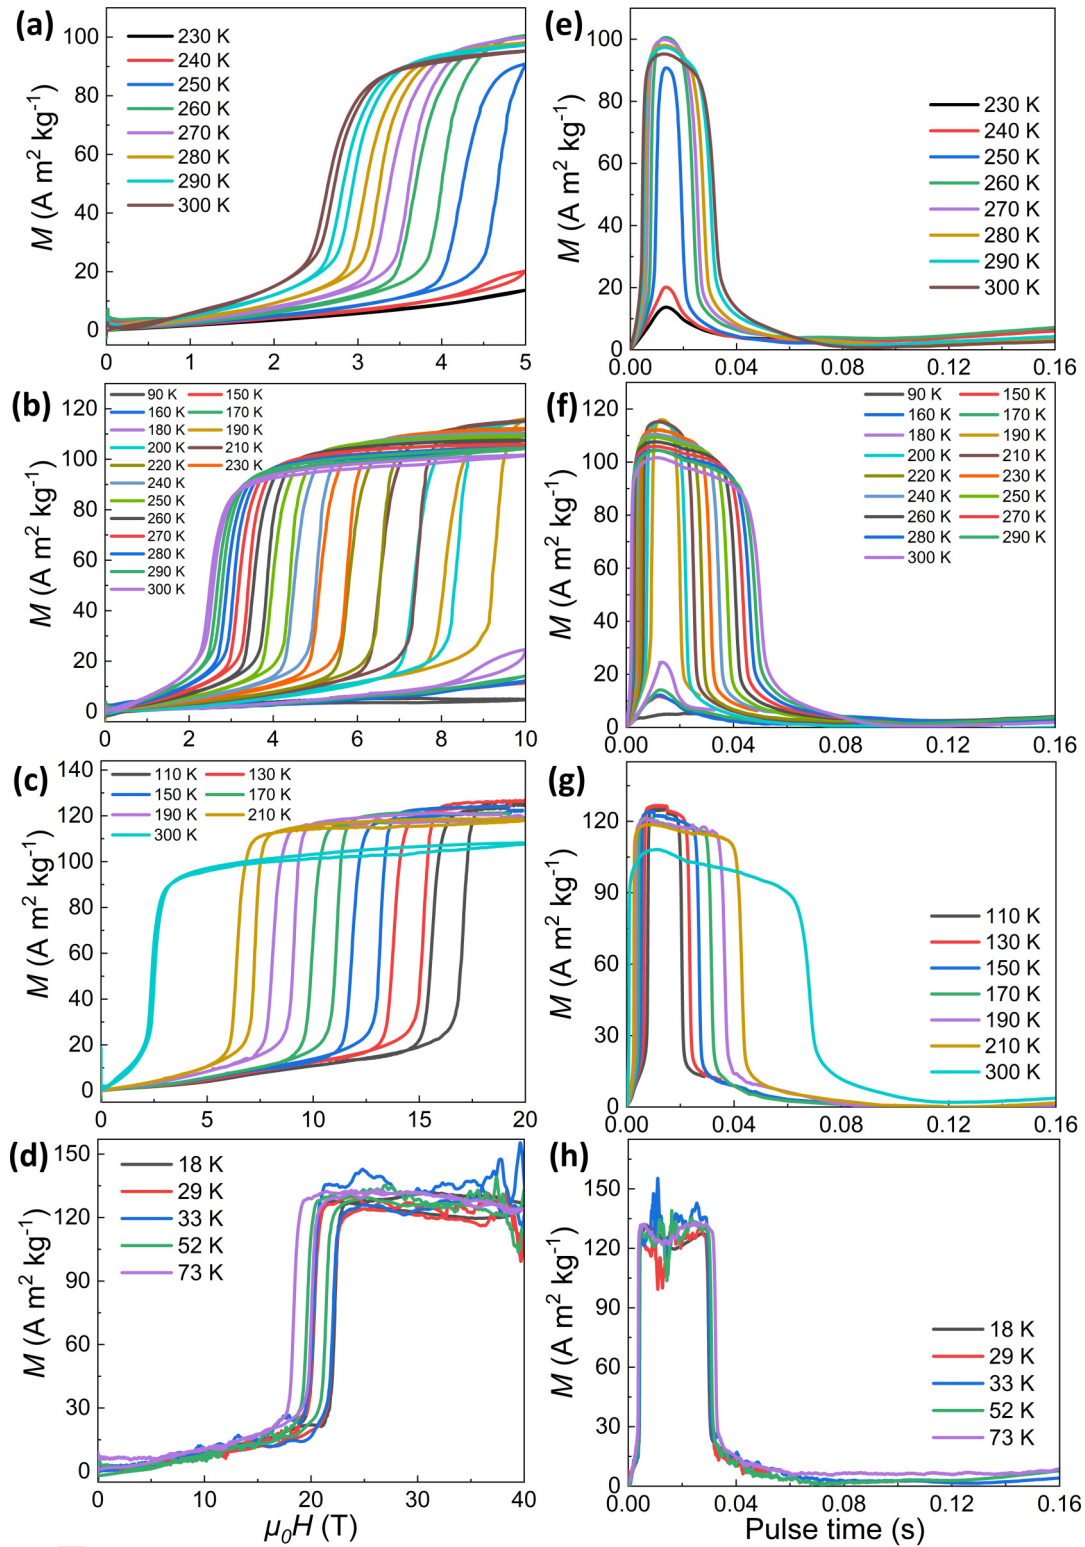 (a)
M (A m² kg⁻¹)
100
80
60
40
20
0
230 K
240 K
250 K
260 K
270 K
280 K
290 K
300 K
0 1 2 3 4 5
(e)
M (A m² kg⁻¹)
100
80
60
40
20
0
230 K
240 K
250 K
260 K
270 K
280 K
290 K
300 K
0.00 0.04 0.08 0.12 0.16
(b)
M (A m² kg⁻¹)
120
100
80
60
40
20
0
90 K 150 K
160 K 170 K
180 K 190 K
200 K 210 K
220 K 230 K
240 K
250 K
260 K
270 K
280 K
290 K
300 K
0 2 4 6 8 10
(f)
M (A m² kg⁻¹)
120
100
80
60
40
20
0
90 K 150 K
160 K 170 K
180 K 190 K
200 K 210 K
220 K 230 K
240 K 250 K
260 K 270 K
280 K 290 K
300 K
0.00 0.04 0.08 0.12 0.16
(c)
M (A m² kg⁻¹)
140
120
100
80
60
40
20
0
110 K 130 K
150 K 170 K
190 K 210 K
300 K
0 5 10 15 20
(g)
M (A m² kg⁻¹)
120
90
60
30
0
110 K
130 K
150 K
170 K
190 K
210 K
300 K
0.00 0.04 0.08 0.12 0.16
(d)
M (A m² kg⁻¹)
150
120
90
60
30
0
18 K
29 K
33 K
52 K
73 K
0 10 20 30 40
μ₀H (T)
(h)
M (A m² kg⁻¹)
150
120
90
60
30
0
18 K
29 K
33 K
52 K
73 K
0.00 0.04 0.08 0.12 0.16
Pulse time (s)